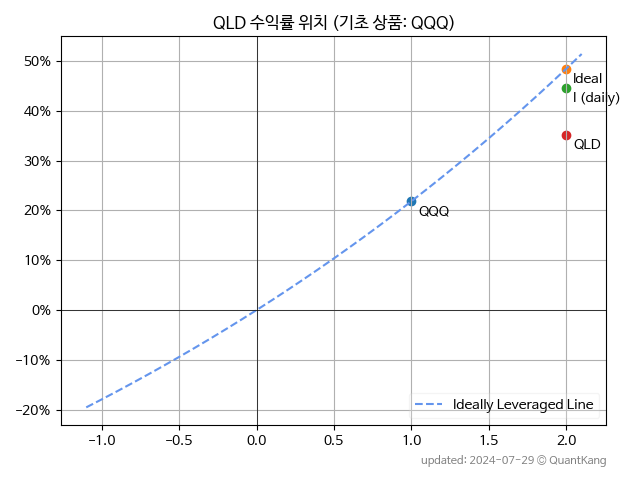 QLD 수익률 위치 (기초 상품: QQQ)
50%
40%
30%
20%
10%
0%
−10%
−20%
Ideal
I (daily)
QLD
QQQ
Ideally Leveraged Line
−1.0
−0.5
0.0
0.5
1.0
1.5
2.0
updated: 2024-07-29 © QuantKang